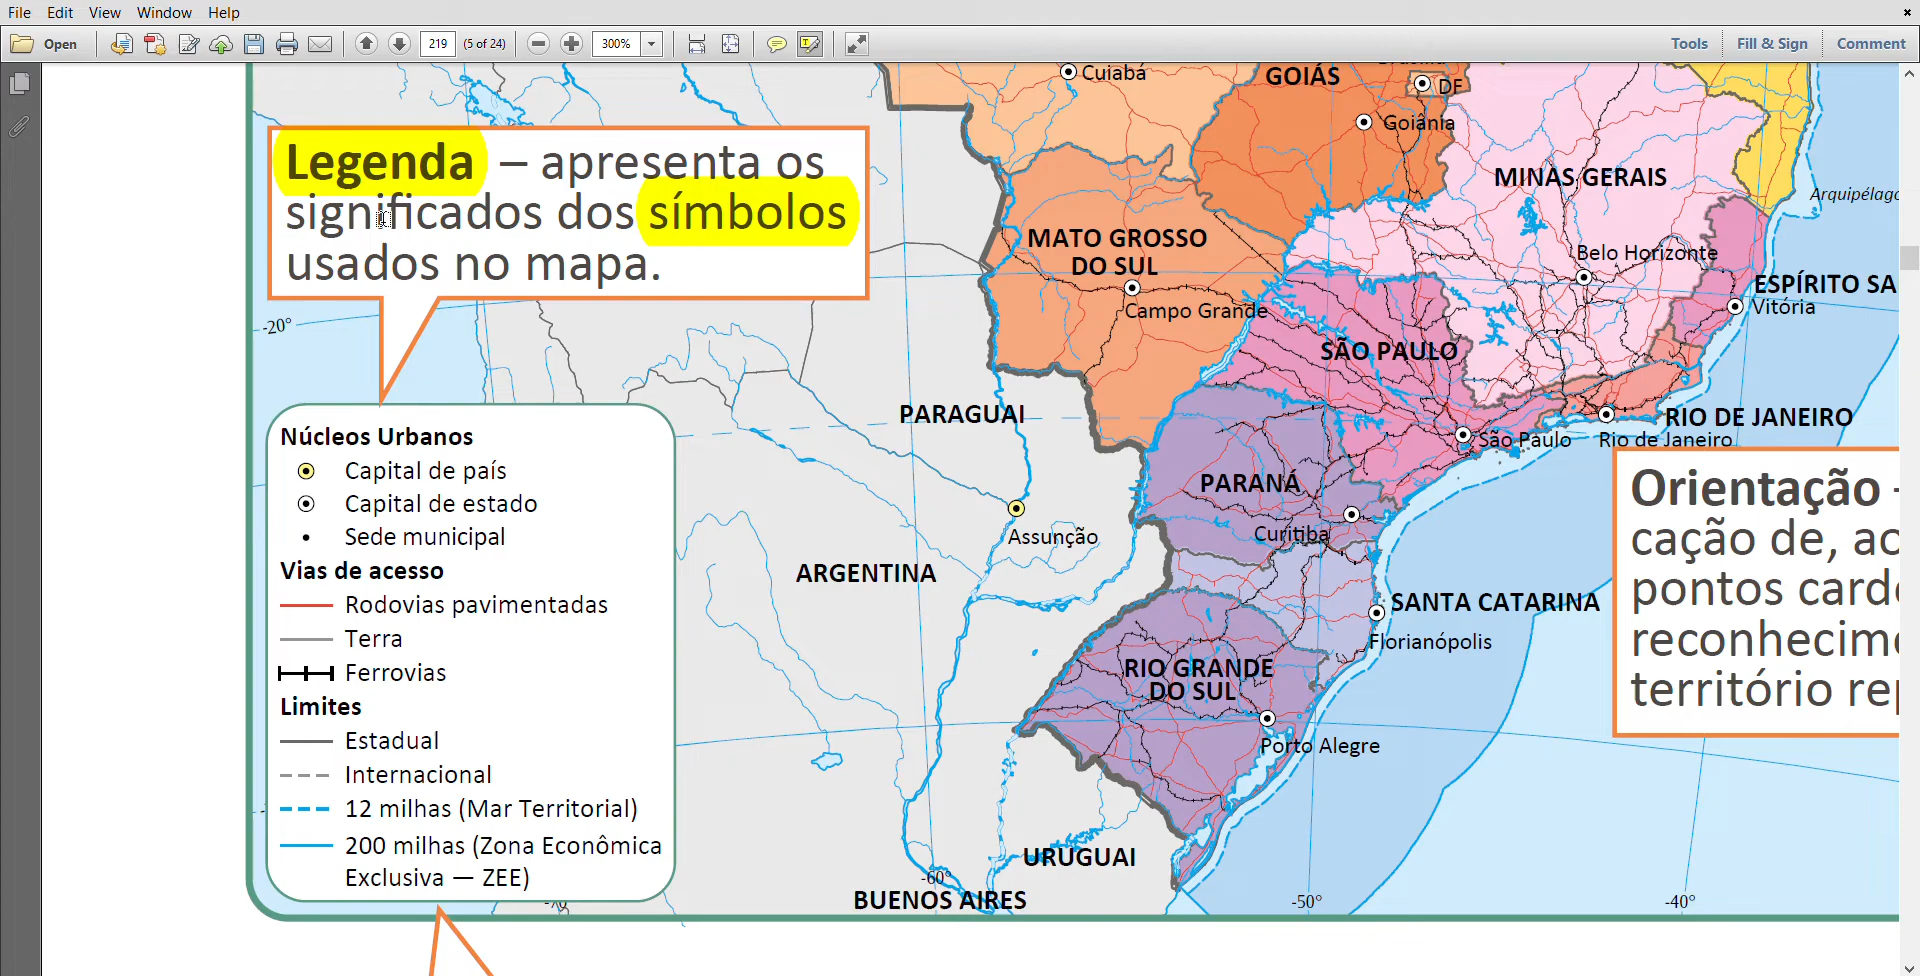 File Edit View Window Help
Open 219 (5 of 24) 300% Tools Fill & Sign Comment
Legenda – apresenta os
significados dos símbolos
usados no mapa.
Cuiabá
GOIÁS
DF
Goiânia
MINAS GERAIS
Arquipélago
MATO GROSSO
DO SUL
Campo Grande
Belo Horizonte
ESPÍRITO SA
Vitória
-20°
SÃO PAULO
PARAGUAI
RIO DE JANEIRO
São Paulo
Rio de Janeiro
Núcleos Urbanos
Capital de país
Capital de estado
Sede municipal
Vias de acesso
Rodovias pavimentadas
Terra
Ferrovias
Limites
Estadual
Internacional
12 milhas (Mar Territorial)
200 milhas (Zona Econômica
Exclusiva — ZEE)
PARANÁ
Curitiba
Assunção
ARGENTINA
SANTA CATARINA
Florianópolis
RIO GRANDE
DO SUL
Porto Alegre
URUGUAI
BUENOS AIRES
-60°
-50°
-40°
Orientação -
cação de, ac
pontos card
reconhecim
território re